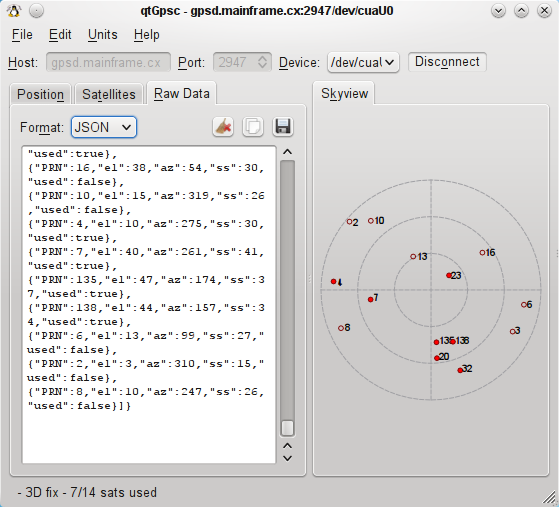 qtGpsc - gpsd.mainframe.cx:2947/dev/cuaU0
File Edit Units Help
Host: gpsd.mainframe.cx Port: 2947 Device: /dev/cuaU Disconnect
Position Satellites Raw Data Skyview
Format: JSON
"used":true},
{"PRN":16,"el":38,"az":54,"ss":30,
"used":false},
{"PRN":10,"el":15,"az":319,"ss":26
,"used":false},
{"PRN":4,"el":10,"az":275,"ss":30,
"used":true},
{"PRN":7,"el":40,"az":261,"ss":41,
"used":true},
{"PRN":135,"el":47,"az":174,"ss":3
7,"used":true},
{"PRN":138,"el":44,"az":157,"ss":3
4,"used":true},
{"PRN":6,"el":13,"az":99,"ss":27,"
used":false},
{"PRN":2,"el":3,"az":310,"ss":15,"
used":false},
{"PRN":8,"el":10,"az":247,"ss":26,
"used":false}]}
2
10
13
16
23
4
7
6
8
3
135
138
20
32
- 3D fix - 7/14 sats used